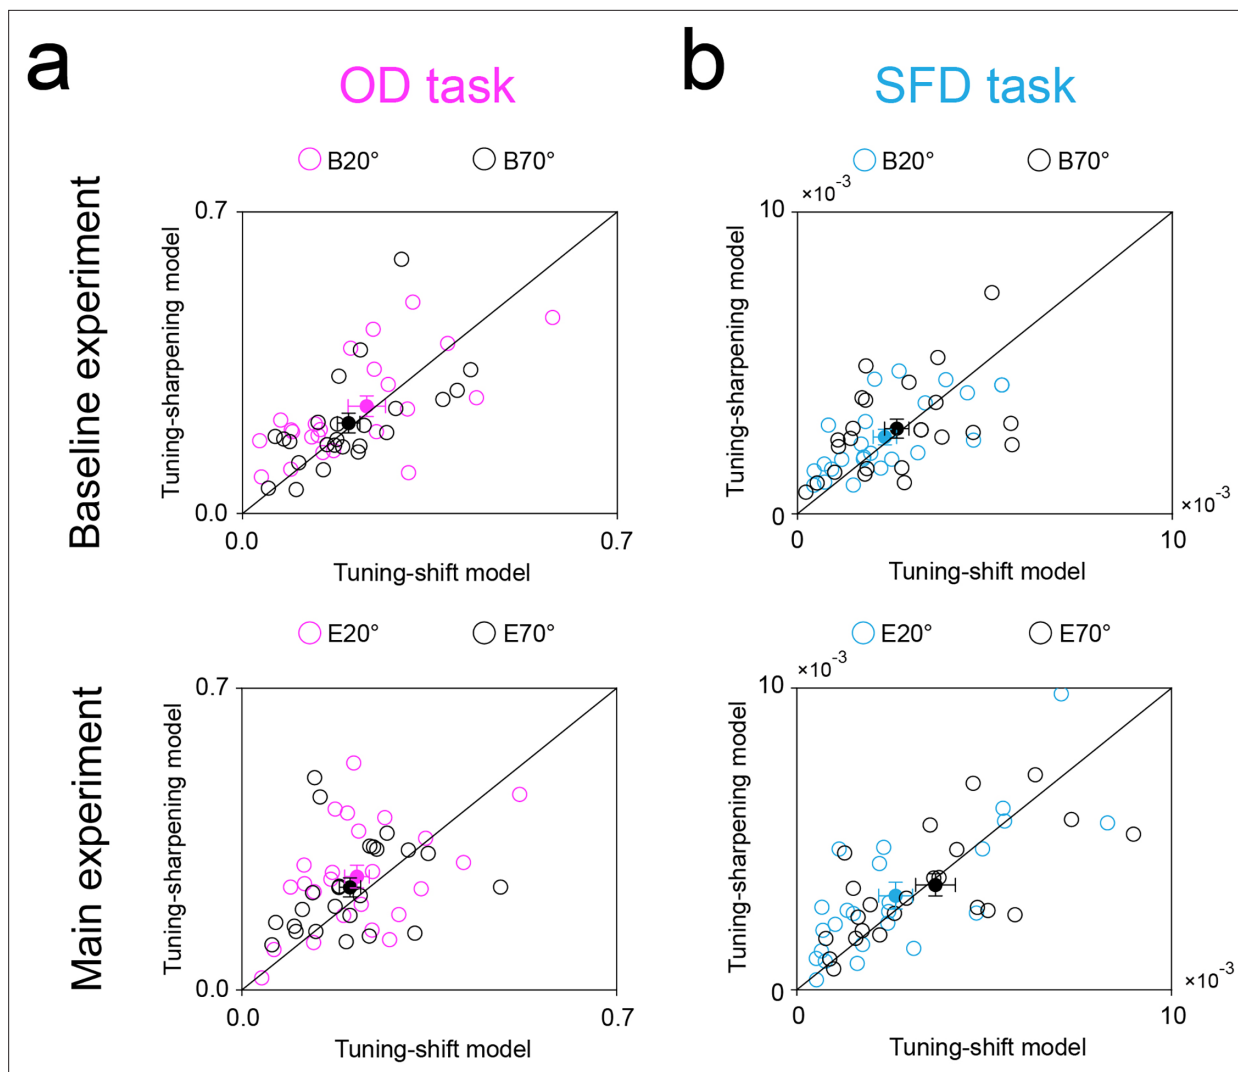 a
OD task
b
SFD task
Baseline experiment
B20° B70°
0.7
Tuning-sharpening model
0.0
0.0 0.7
Tuning-shift model
B20° B70°
×10⁻³
10
Tuning-sharpening model
0
0 10
×10⁻³
Tuning-shift model
Main experiment
E20° E70°
0.7
Tuning-sharpening model
0.0
0.0 0.7
Tuning-shift model
E20° E70°
×10⁻³
10
Tuning-sharpening model
0
0 10
×10⁻³
Tuning-shift model